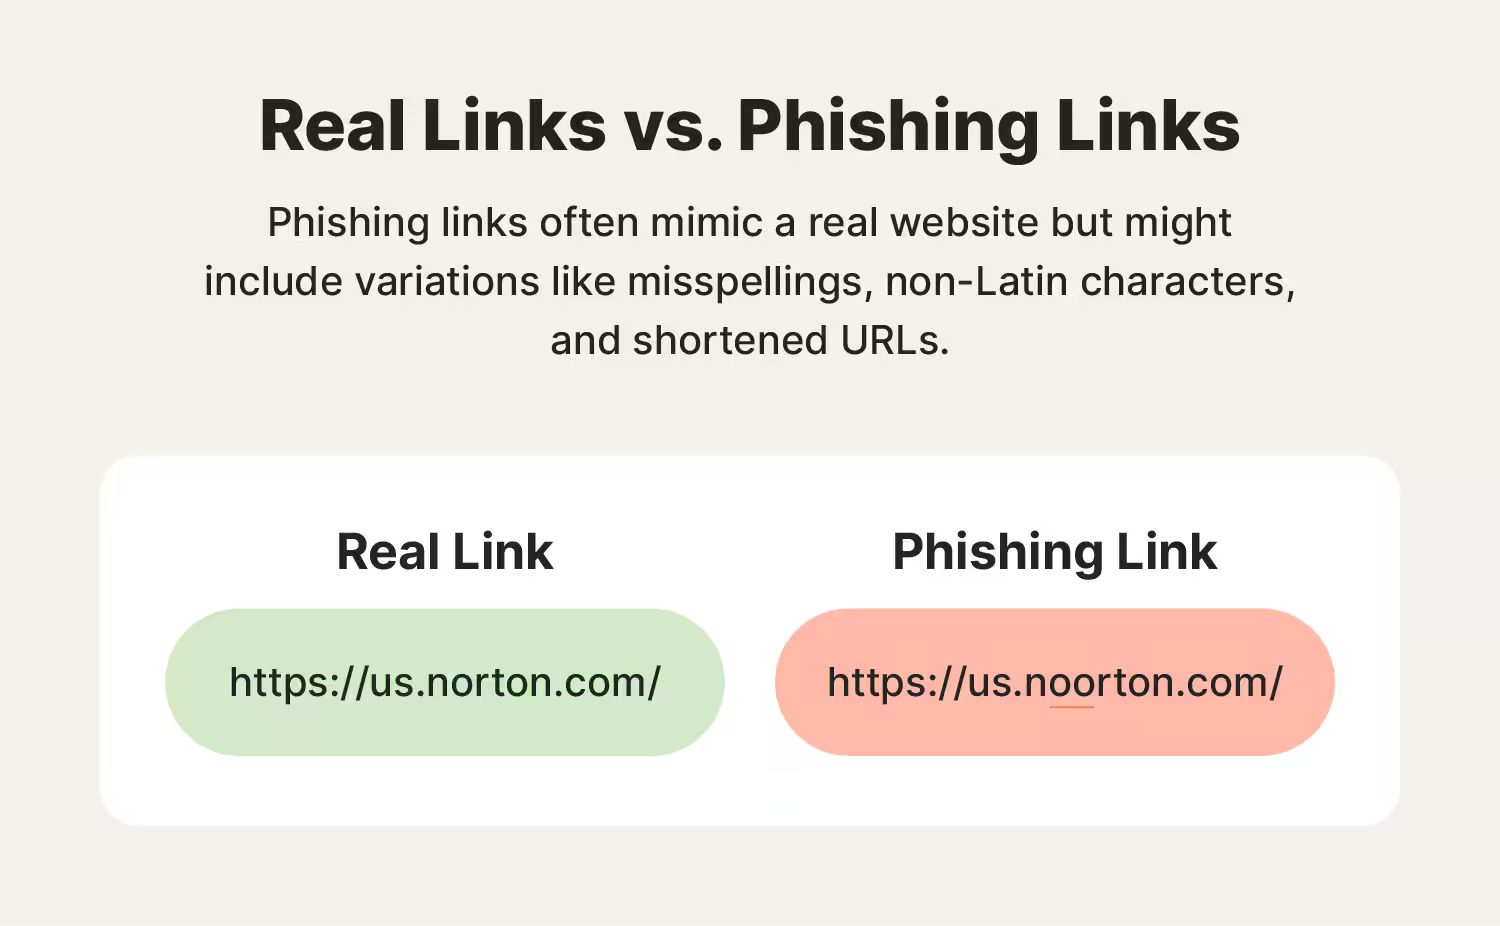 Real Links vs. Phishing Links
Phishing links often mimic a real website but might
include variations like misspellings, non-Latin characters,
and shortened URLs.
Real Link
https://us.norton.com/
Phishing Link
https://us.noorton.com/